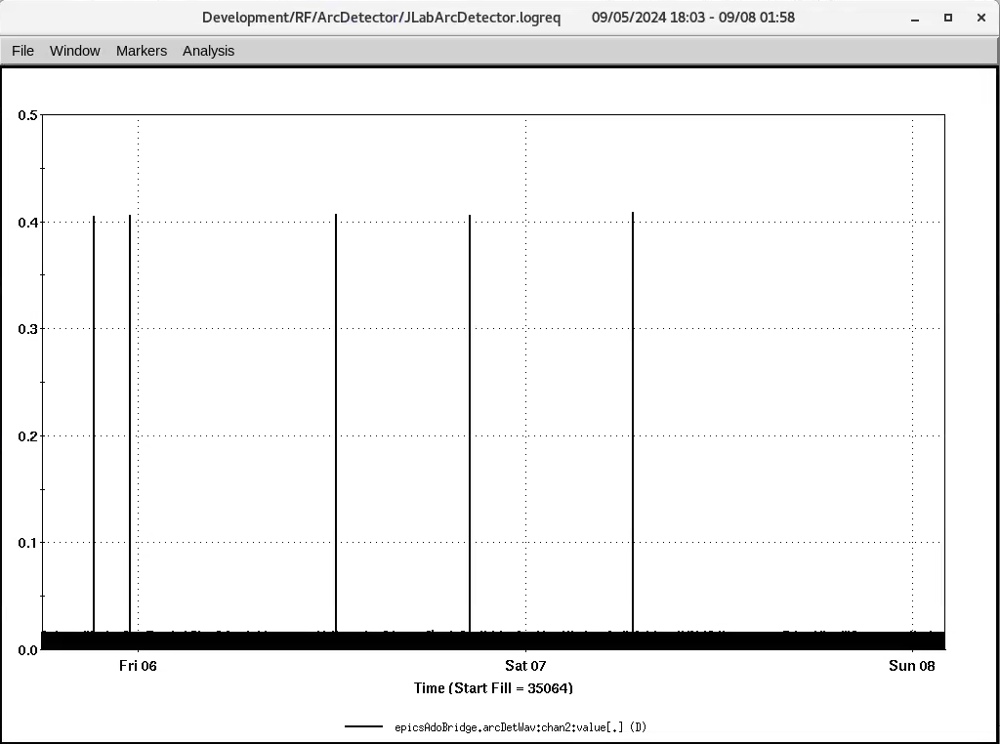 Development/RF/ArcDetector/JLabArcDetector.logreq 09/05/2024 18:03 - 09/08 01:58
File Window Markers Analysis
0.5
0.4
0.3
0.2
0.1
0.0
Fri 06 Sat 07 Sun 08
Time (Start Fill = 35064)
epicsAdoBridge.arcDetWav:chan2:value[.] (D)